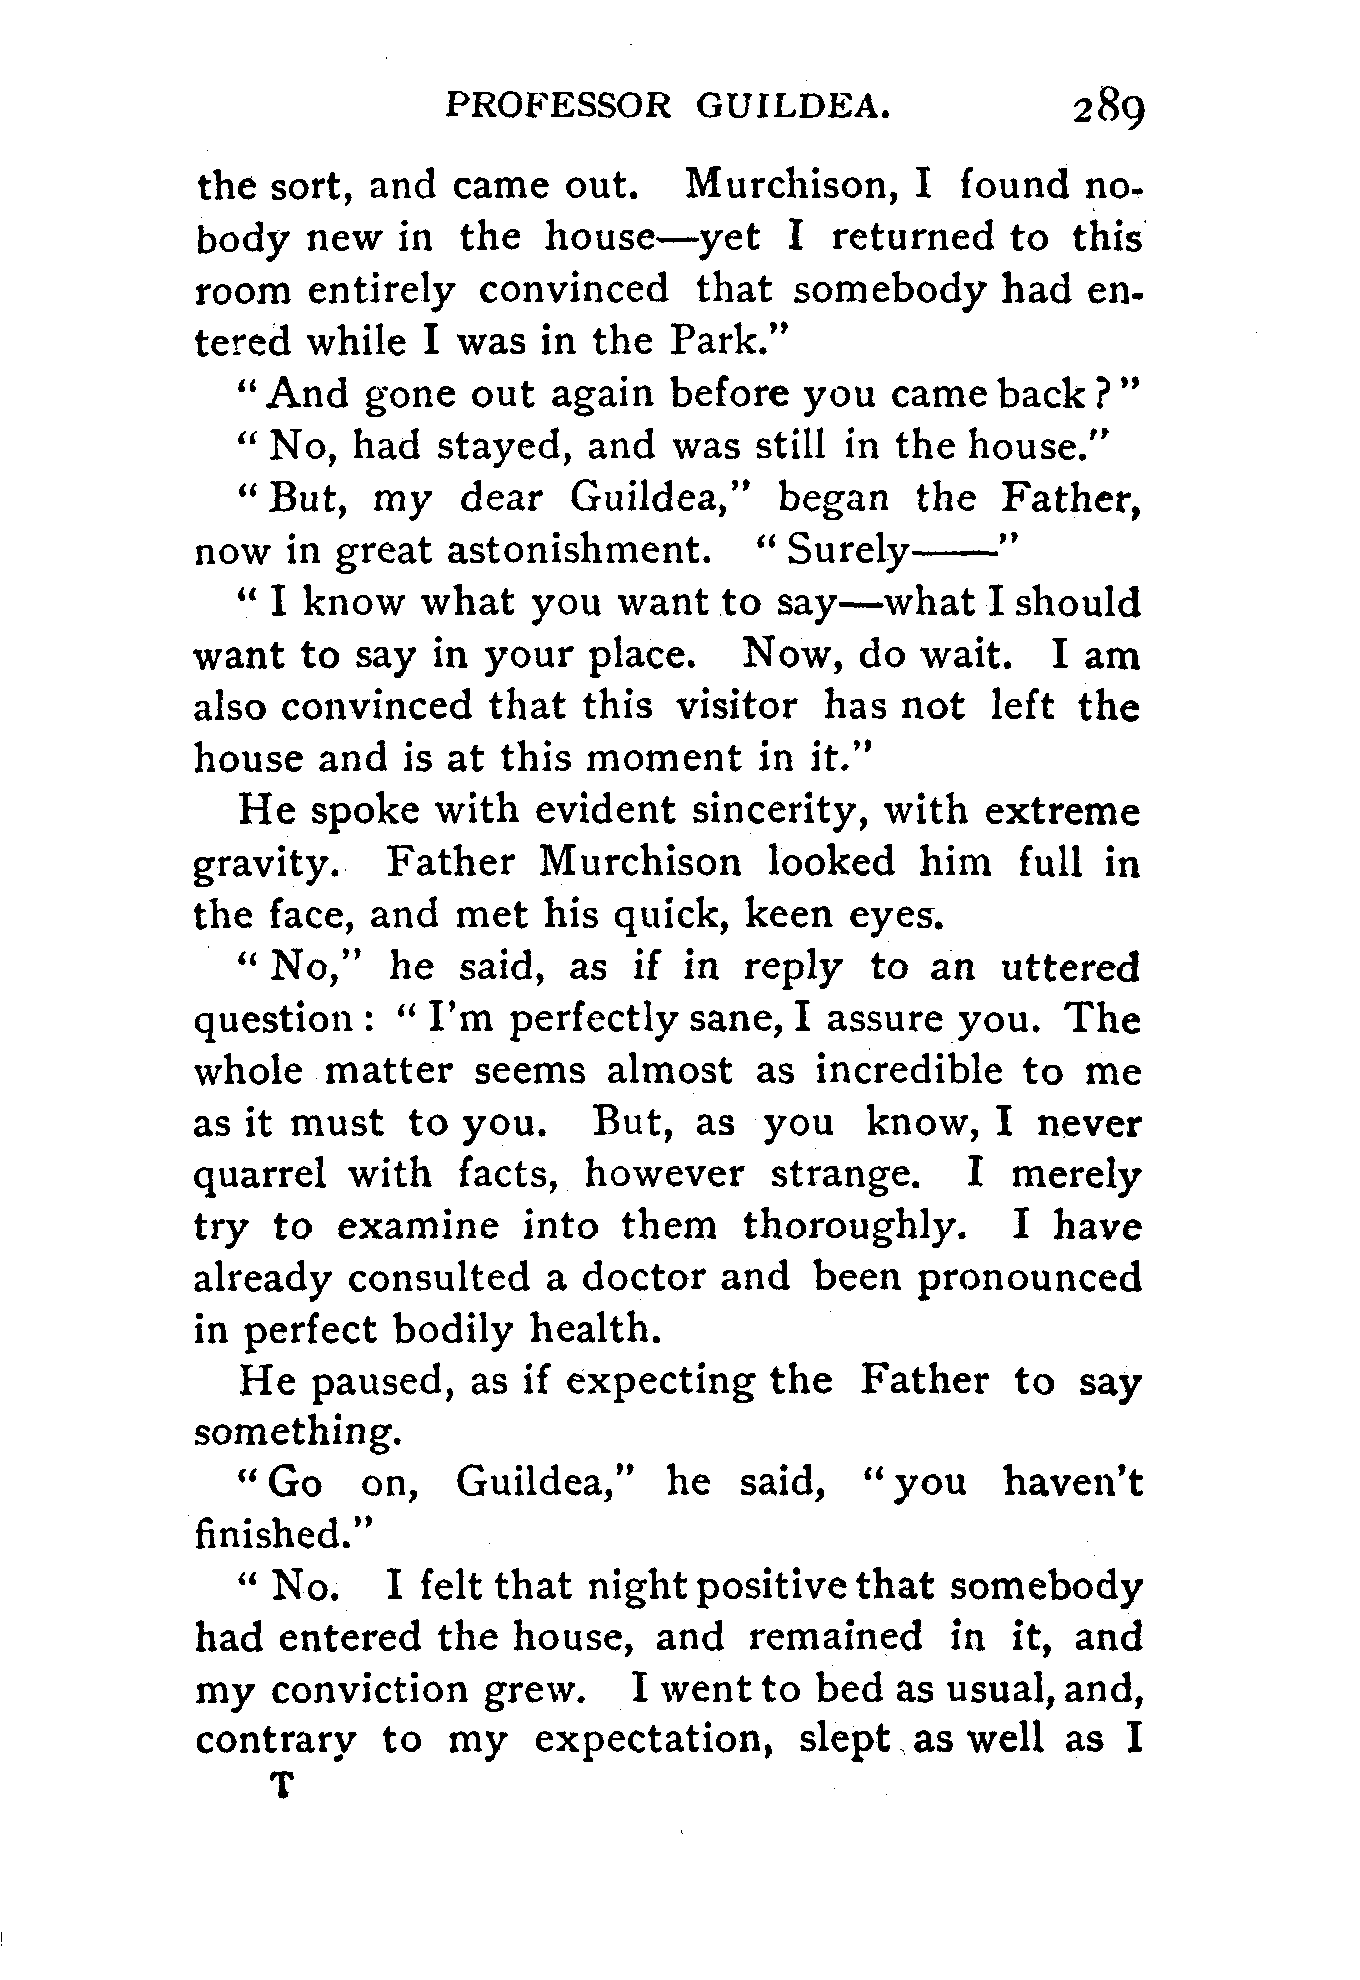 PROFESSOR GUILDEA. 289
the sort, and came out. Murchison, I found no-
body new in the house—yet I returned to this
room entirely convinced that somebody had en-
tered while I was in the Park."
"And gone out again before you came back?"
"No, had stayed, and was still in the house."
"But, my dear Guildea," began the Father,
now in great astonishment. "Surely——"
"I know what you want to say—what I should
want to say in your place. Now, do wait. I am
also convinced that this visitor has not left the
house and is at this moment in it."
He spoke with evident sincerity, with extreme
gravity. Father Murchison looked him full in
the face, and met his quick, keen eyes.
"No," he said, as if in reply to an uttered
question: "I'm perfectly sane, I assure you. The
whole matter seems almost as incredible to me
as it must to you. But, as you know, I never
quarrel with facts, however strange. I merely
try to examine into them thoroughly. I have
already consulted a doctor and been pronounced
in perfect bodily health.
He paused, as if expecting the Father to say
something.
"Go on, Guildea," he said, "you haven't
finished."
"No. I felt that night positive that somebody
had entered the house, and remained in it, and
my conviction grew. I went to bed as usual, and,
contrary to my expectation, slept as well as I
T